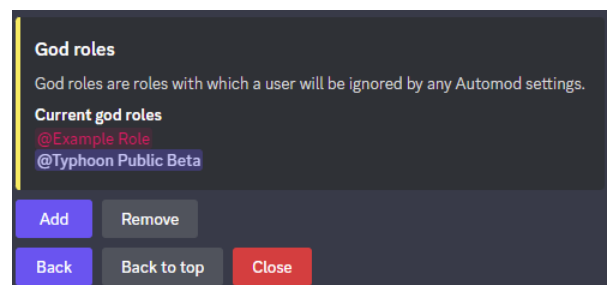 God roles
God roles are roles with which a user will be ignored by any Automod settings.
Current god roles
@Example Role
@Typhoon Public Beta
Add Remove
Back Back to top Close